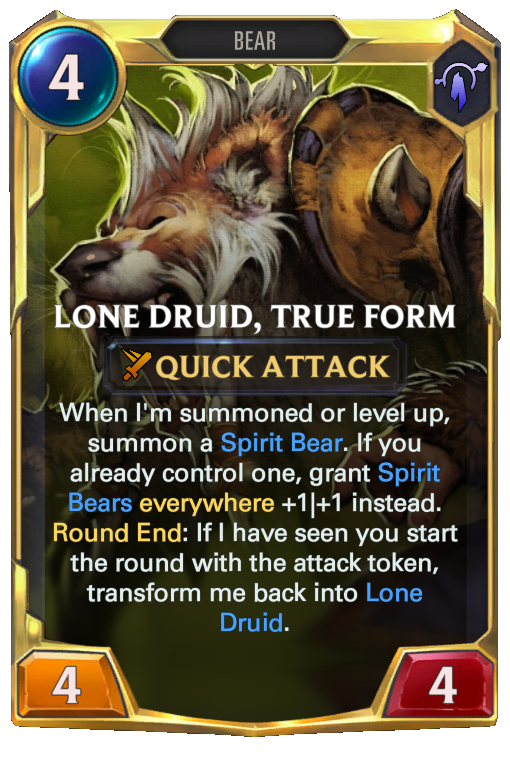 BEAR
4
LONE DRUID, TRUE FORM
QUICK ATTACK
When I'm summoned or level up,
summon a Spirit Bear. If you
already control one, grant Spirit
Bears everywhere +1|+1 instead.
Round End: If I have seen you start
the round with the attack token,
transform me back into Lone
Druid.
4
4